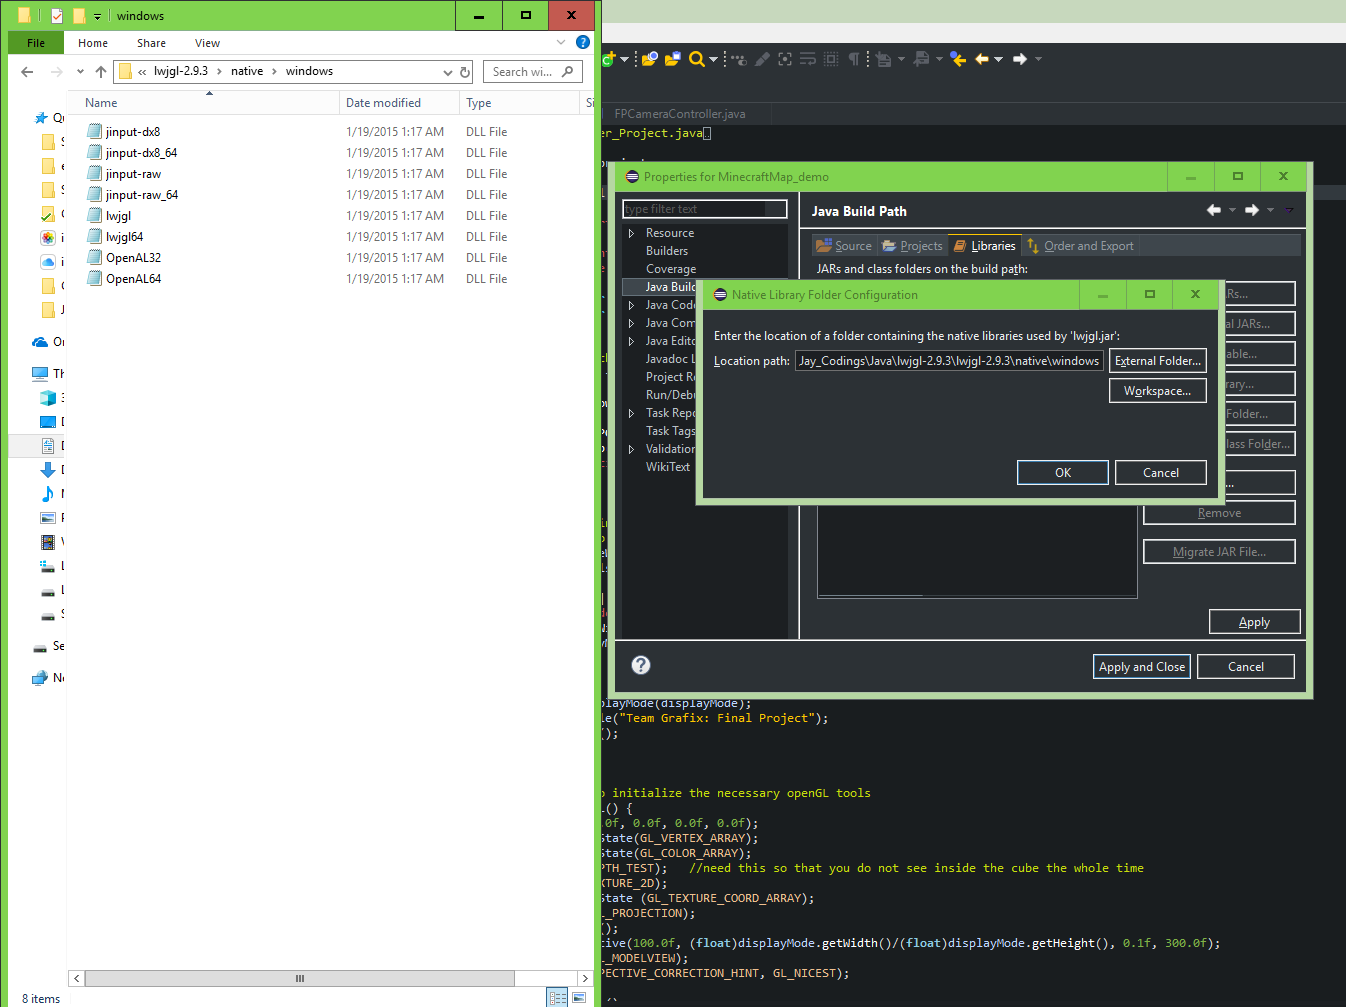 windows
File Home Share View
« lwjgl-2.9.3 › native › windows
Search wi...
Name Date modified Type
jinput-dx8 1/19/2015 1:17 AM DLL File
jinput-dx8_64 1/19/2015 1:17 AM DLL File
jinput-raw 1/19/2015 1:17 AM DLL File
jinput-raw_64 1/19/2015 1:17 AM DLL File
lwjgl 1/19/2015 1:17 AM DLL File
lwjgl64 1/19/2015 1:17 AM DLL File
OpenAL32 1/19/2015 1:17 AM DLL File
OpenAL64 1/19/2015 1:17 AM DLL File
8 items
FPCameraController.java
er_Project.java
Properties for MinecraftMap_demo
type filter text
Resource
Builders
Coverage
Java Build
Java Code
Java Com
Java Edito
Javadoc L
Project Re
Run/Debu
Task Repo
Task Tags
Validation
WikiText
Java Build Path
Source Projects Libraries Order and Export
JARs and class folders on the build path:
Rs...
al JARs...
able...
rary...
Folder...
lass Folder...
...
Remove
Migrate JAR File...
Apply
Apply and Close Cancel
Native Library Folder Configuration
Enter the location of a folder containing the native libraries used by 'lwjgl.jar':
Location path: Jay_Codings\Java\lwjgl-2.9.3\lwjgl-2.9.3\native\windows External Folder...
Workspace...
OK Cancel
playMode(displayMode);
le("Team Grafix: Final Project");
();
o initialize the necessary openGL tools
L() {
.0f, 0.0f, 0.0f, 0.0f);
State(GL_VERTEX_ARRAY);
State(GL_COLOR_ARRAY);
PTH_TEST); //need this so that you do not see inside the cube the whole time
XTURE_2D);
State (GL_TEXTURE_COORD_ARRAY);
L_PROJECTION);
();
tive(100.0f, (float)displayMode.getWidth()/(float)displayMode.getHeight(), 0.1f, 300.0f);
L_MODELVIEW);
PECTIVE_CORRECTION_HINT, GL_NICEST);